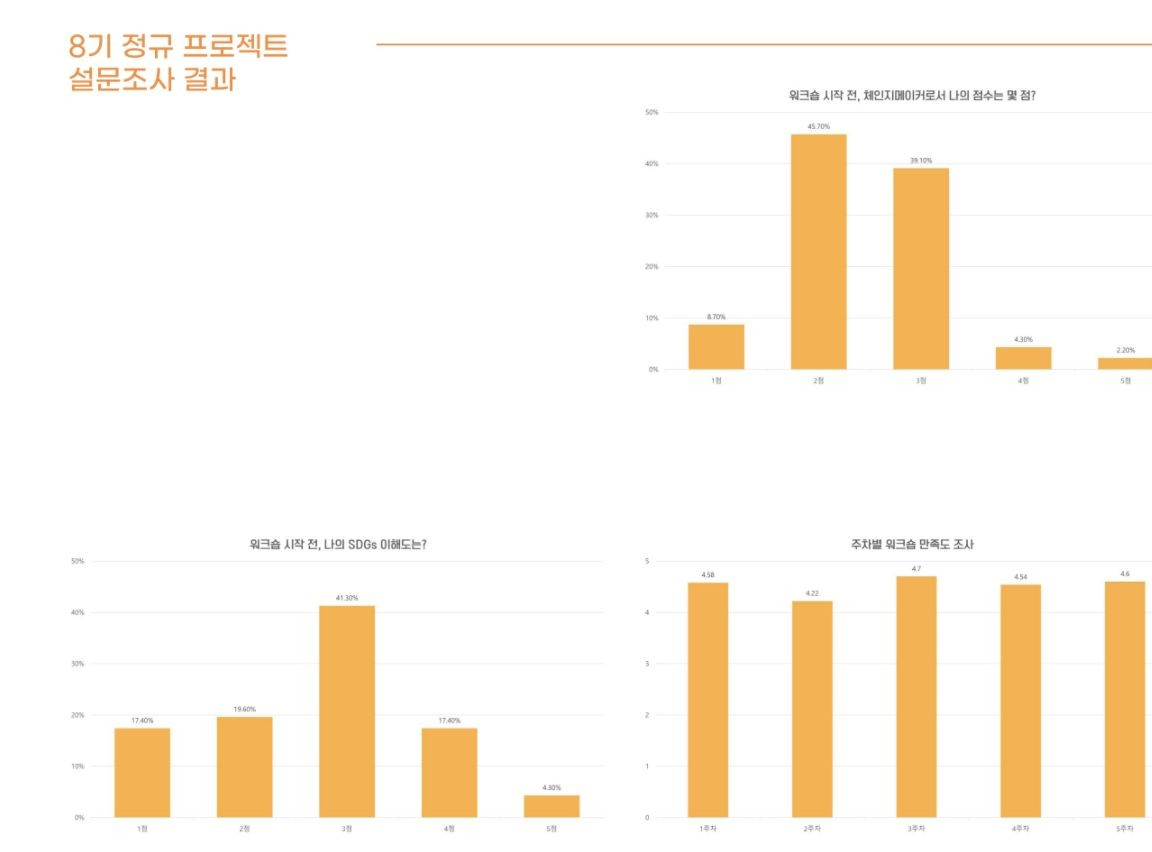 8기 정규 프로젝트
설문조사 결과
워크숍 시작 전, 체인지메이커로서 나의 점수는 몇 점?
50%
40%
30%
20%
10%
0%
8.70%
45.70%
39.10%
4.30%
2.20%
1점
2점
3점
4점
5점
워크숍 시작 전, 나의 SDGs 이해도는?
50%
40%
30%
20%
10%
0%
17.40%
19.60%
41.30%
17.40%
4.30%
1점
2점
3점
4점
5점
주차별 워크숍 만족도 조사
5
4
3
2
1
0
4.58
4.22
4.7
4.54
4.6
1주차
2주차
3주차
4주차
5주차